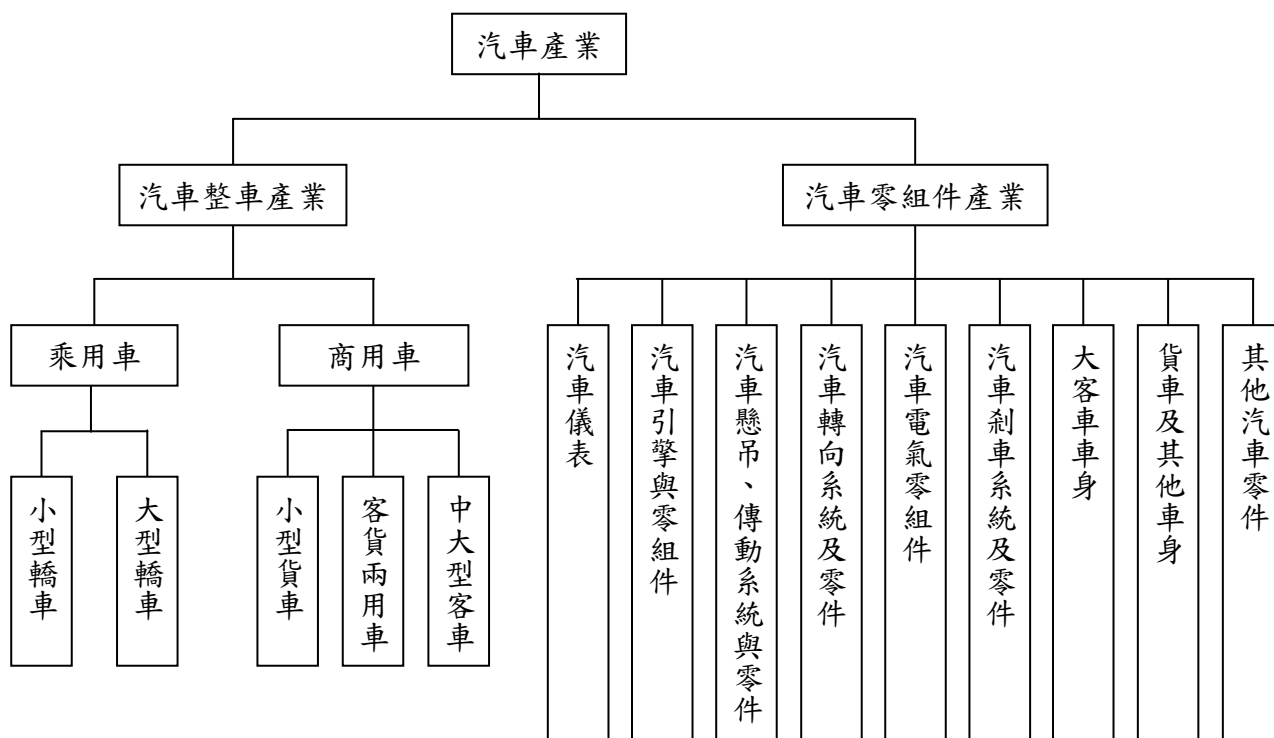 汽車產業
汽車整車產業
汽車零組件產業
乘用車
商用車
小型轎車
大型轎車
小型貨車
客貨兩用車
中大型客車
汽車儀表
汽車引擎與零組件
汽車懸吊、傳動系統與零件
汽車轉向系統及零件
汽車電氣零組件
汽車剎車系統及零件
大客車車身
貨車及其他車身
其他汽車零件